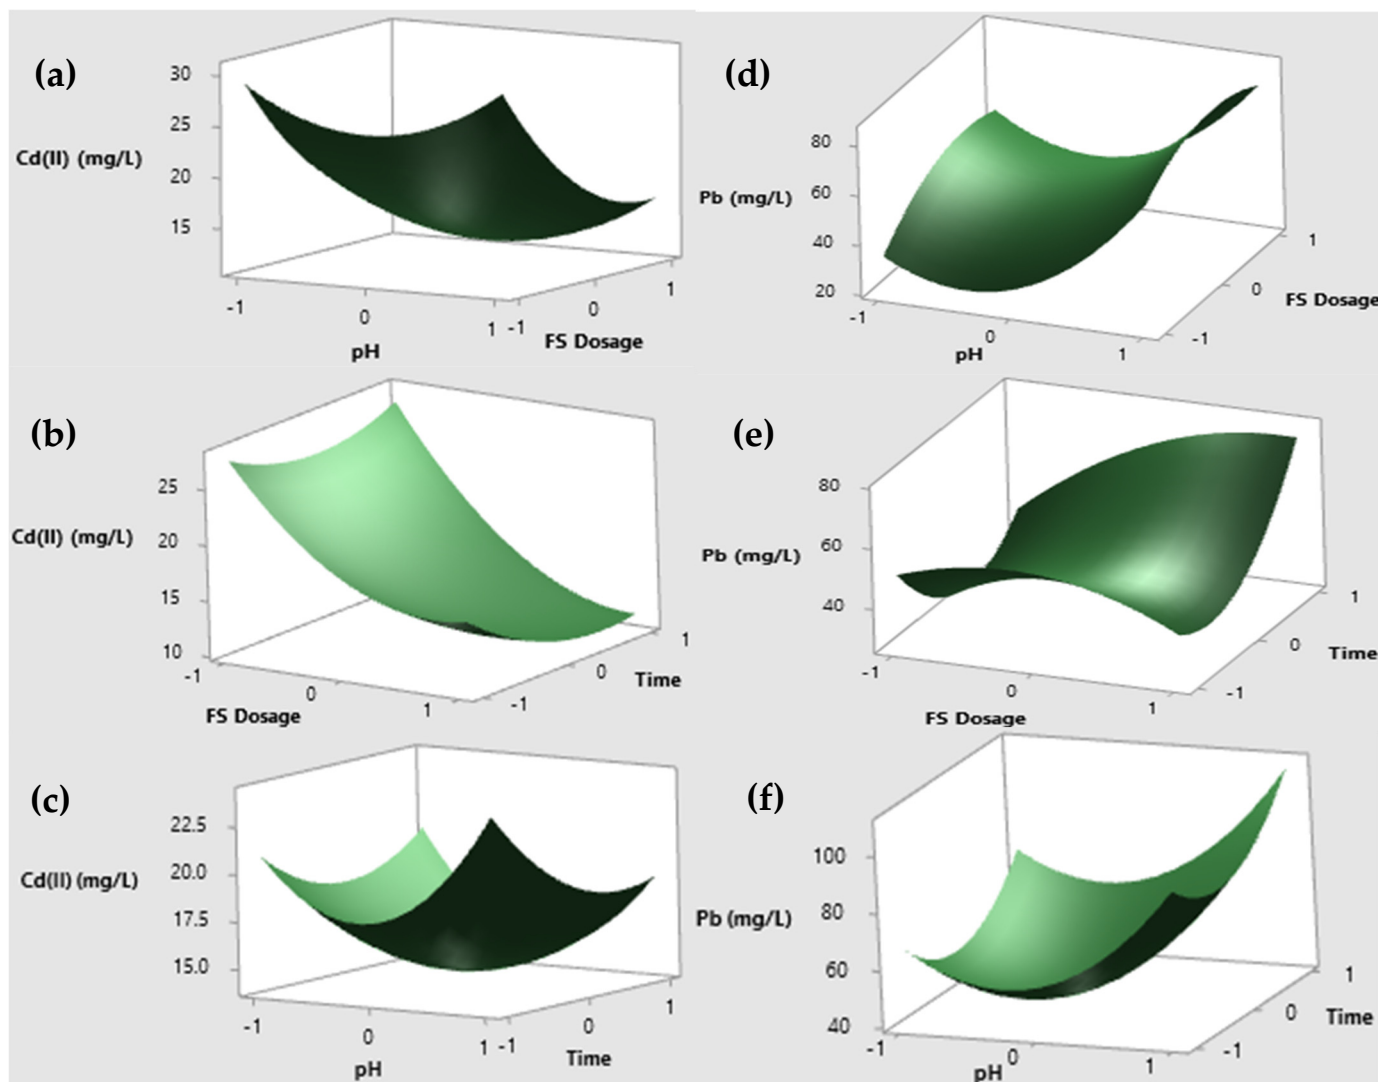 (a)
30
25
Cd(II) (mg/L)
20
15
-1
0
1
-1
0
1
pH
FS Dosage
(d)
80
Pb (mg/L)
60
40
20
-1
0
1
-1
0
1
pH
FS Dosage
(b)
25
Cd(II) (mg/L)
20
15
10
-1
0
1
-1
0
1
FS Dosage
Time
(e)
80
Pb (mg/L)
60
40
-1
0
1
-1
0
1
FS Dosage
Time
(c)
22.5
Cd(II) (mg/L)
20.0
17.5
15.0
-1
0
1
-1
0
1
pH
Time
(f)
100
Pb (mg/L)
80
60
40
-1
0
1
-1
0
1
pH
Time